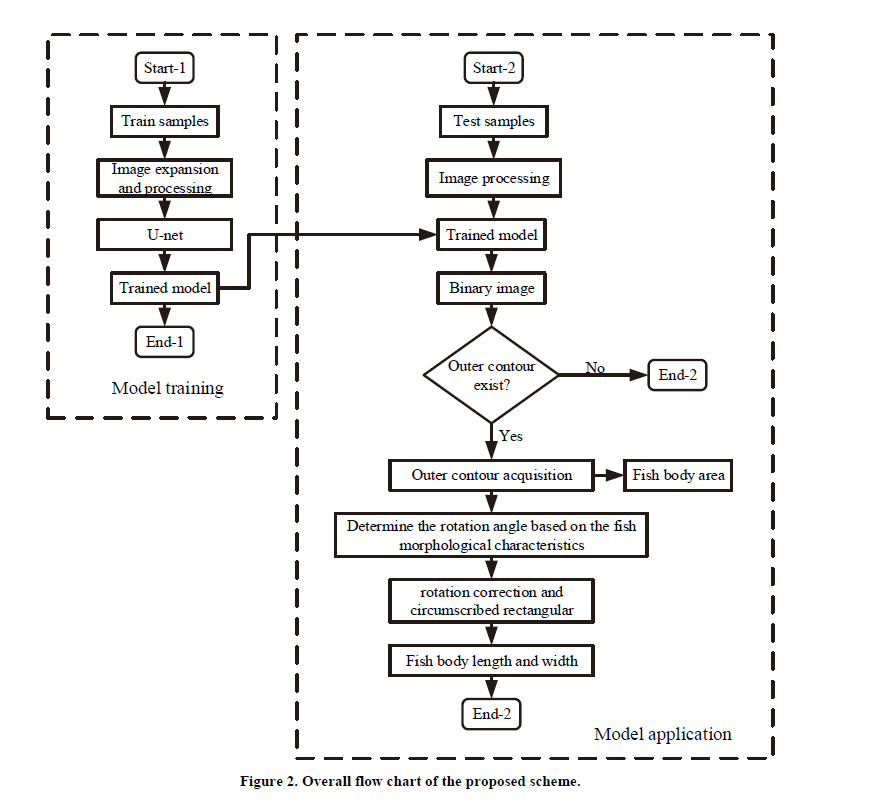 Start-1
Train samples
Image expansion
and processing
U-net
Trained model
End-1
Model training
Start-2
Test samples
Image processing
Trained model
Binary image
Outer contour
exist?
No
End-2
Yes
Outer contour acquisition
Fish body area
Determine the rotation angle based on the fish
morphological characteristics
rotation correction and
circumscribed rectangular
Fish body length and width
End-2
Model application
Figure 2. Overall flow chart of the proposed scheme.